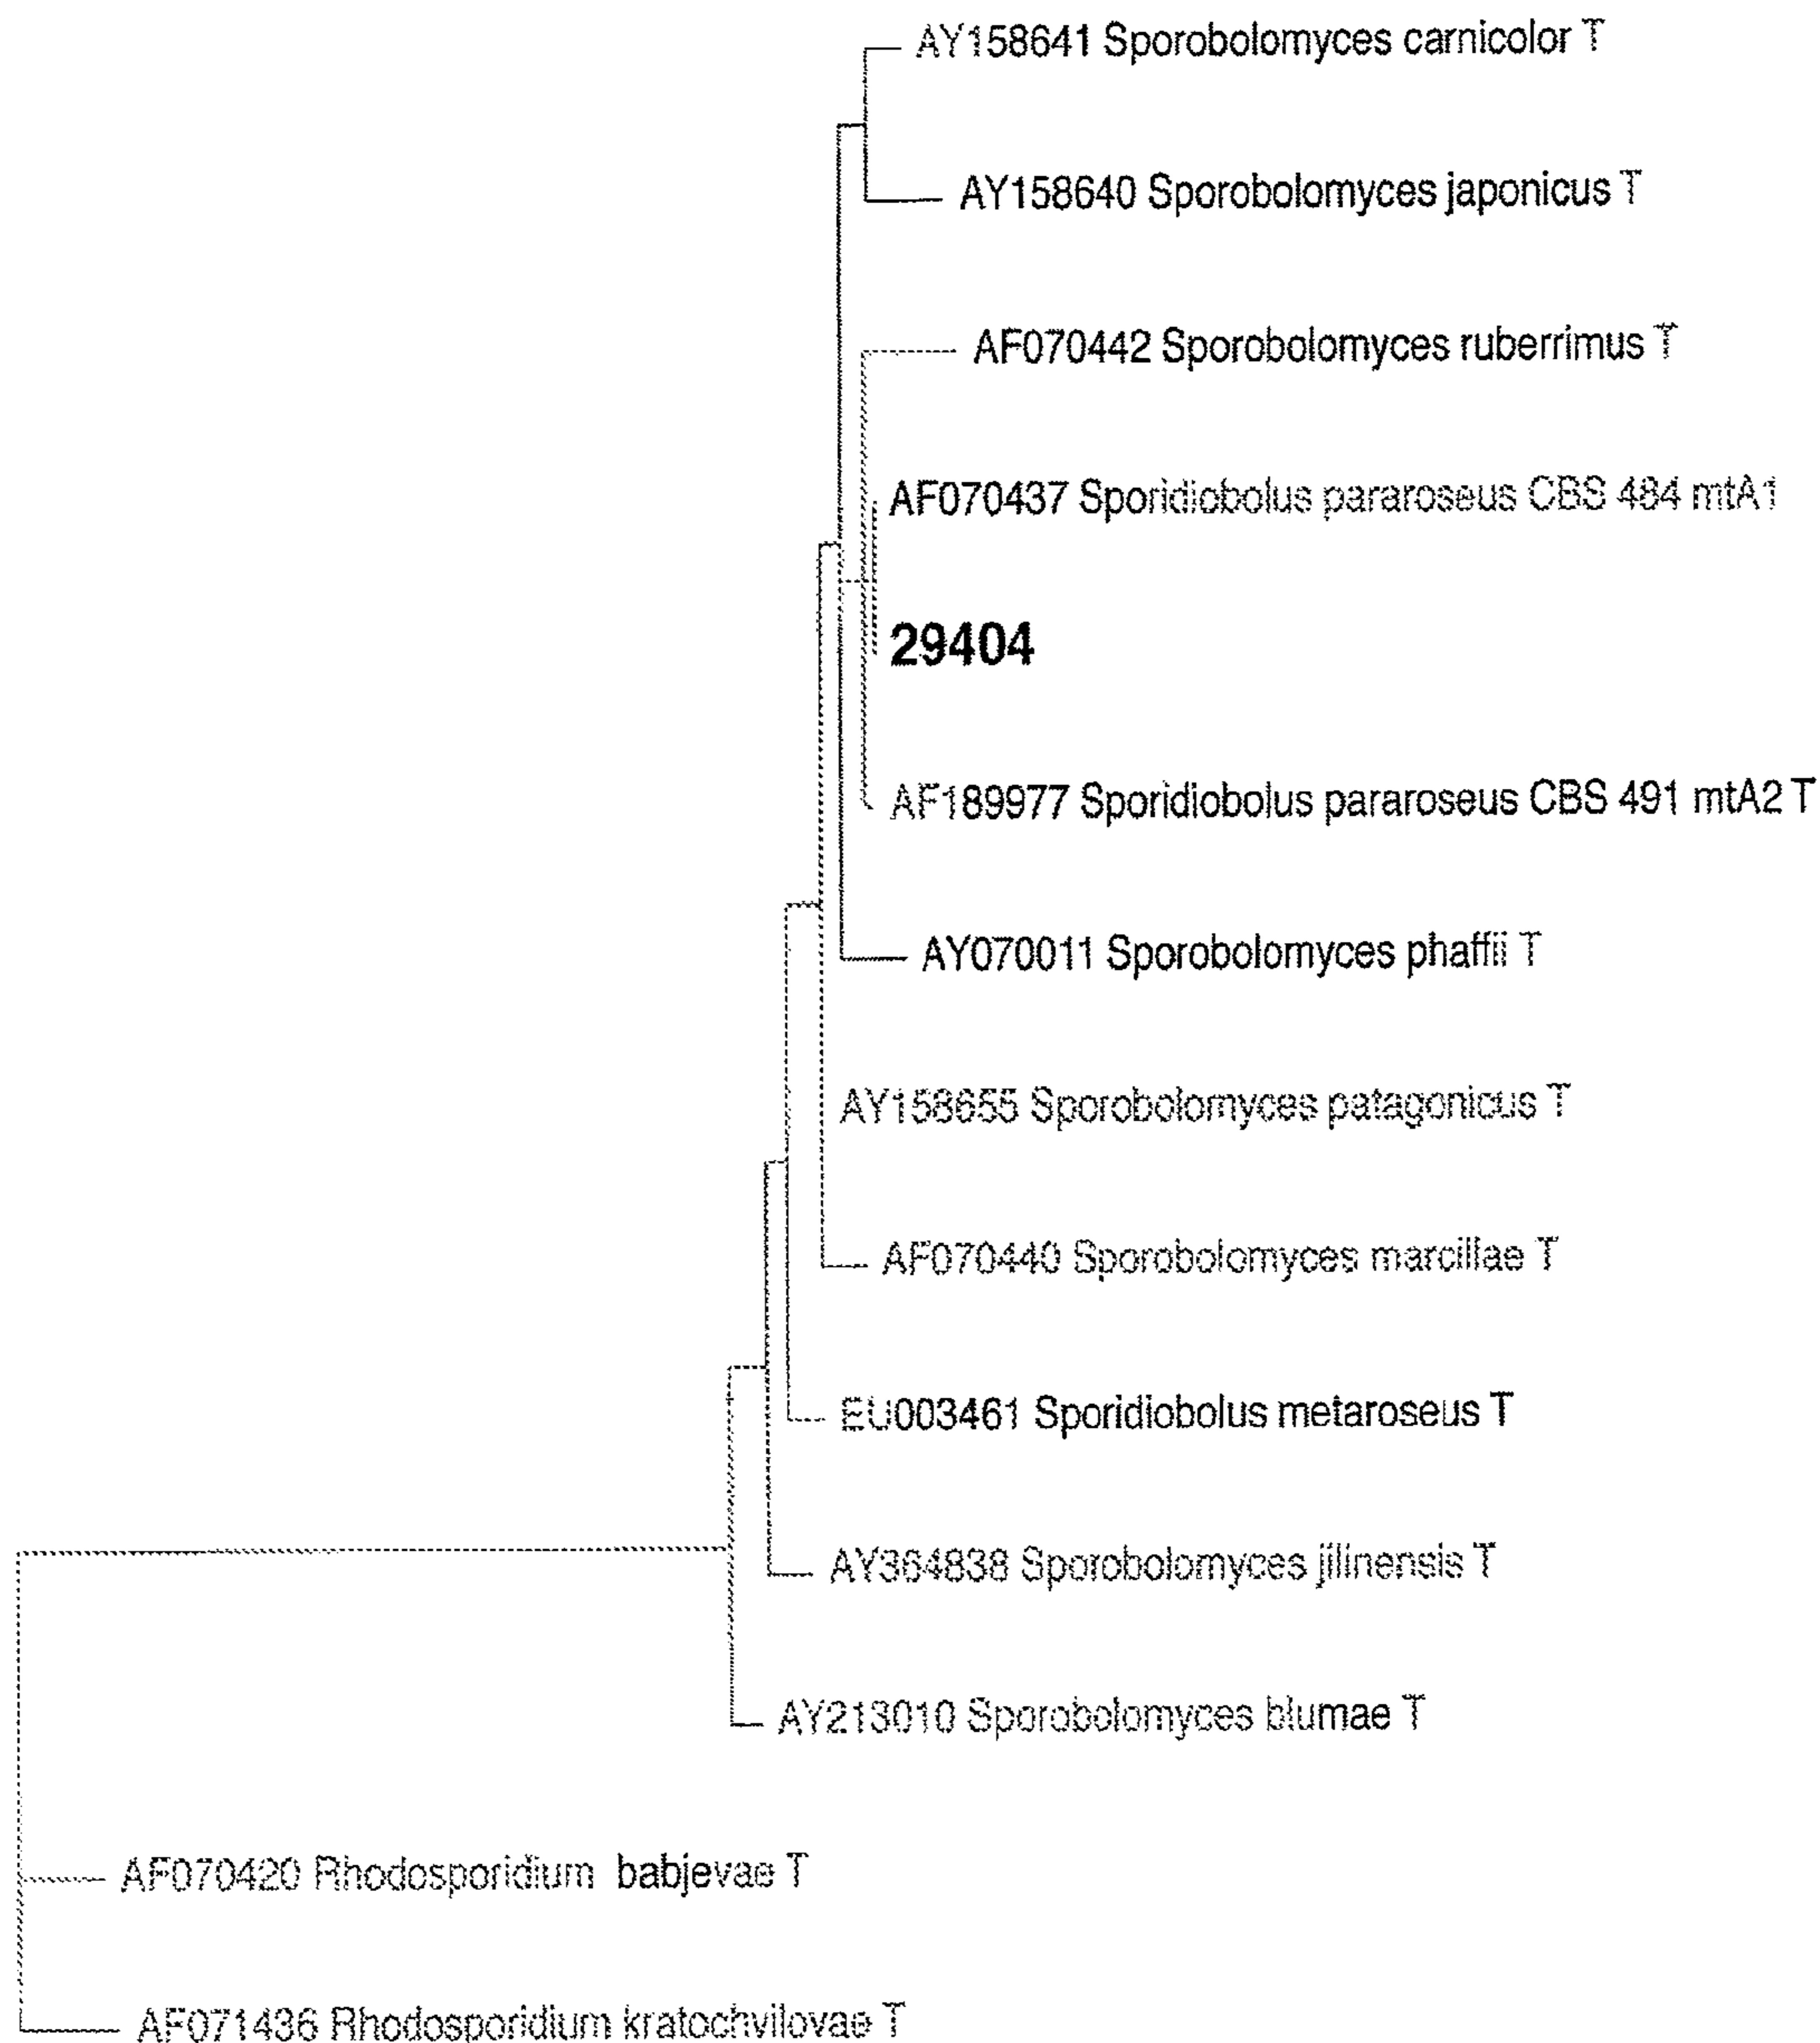 AY158641 Sporobolomyces carnicolor T
AY158640 Sporobolomyces japonicus T
AF070442 Sporobolomyces ruberrimus T
AF070437 Sporidiobolus pararoseus CBS 484 mtA1
29404
AF189977 Sporidiobolus pararoseus CBS 491 mtA2 T
AY070011 Sporobolomyces phaffii T
AY158655 Sporobolomyces patagonicus T
AF070440 Sporobolomyces marcillae T
EU003461 Sporidiobolus metaroseus T
AY364838 Sporobolomyces jilinensis T
AY213010 Sporobolomyces blumae T
AF070420 Rhodosporidium babjevae T
AF071436 Rhodosporidium kratochvilovae T